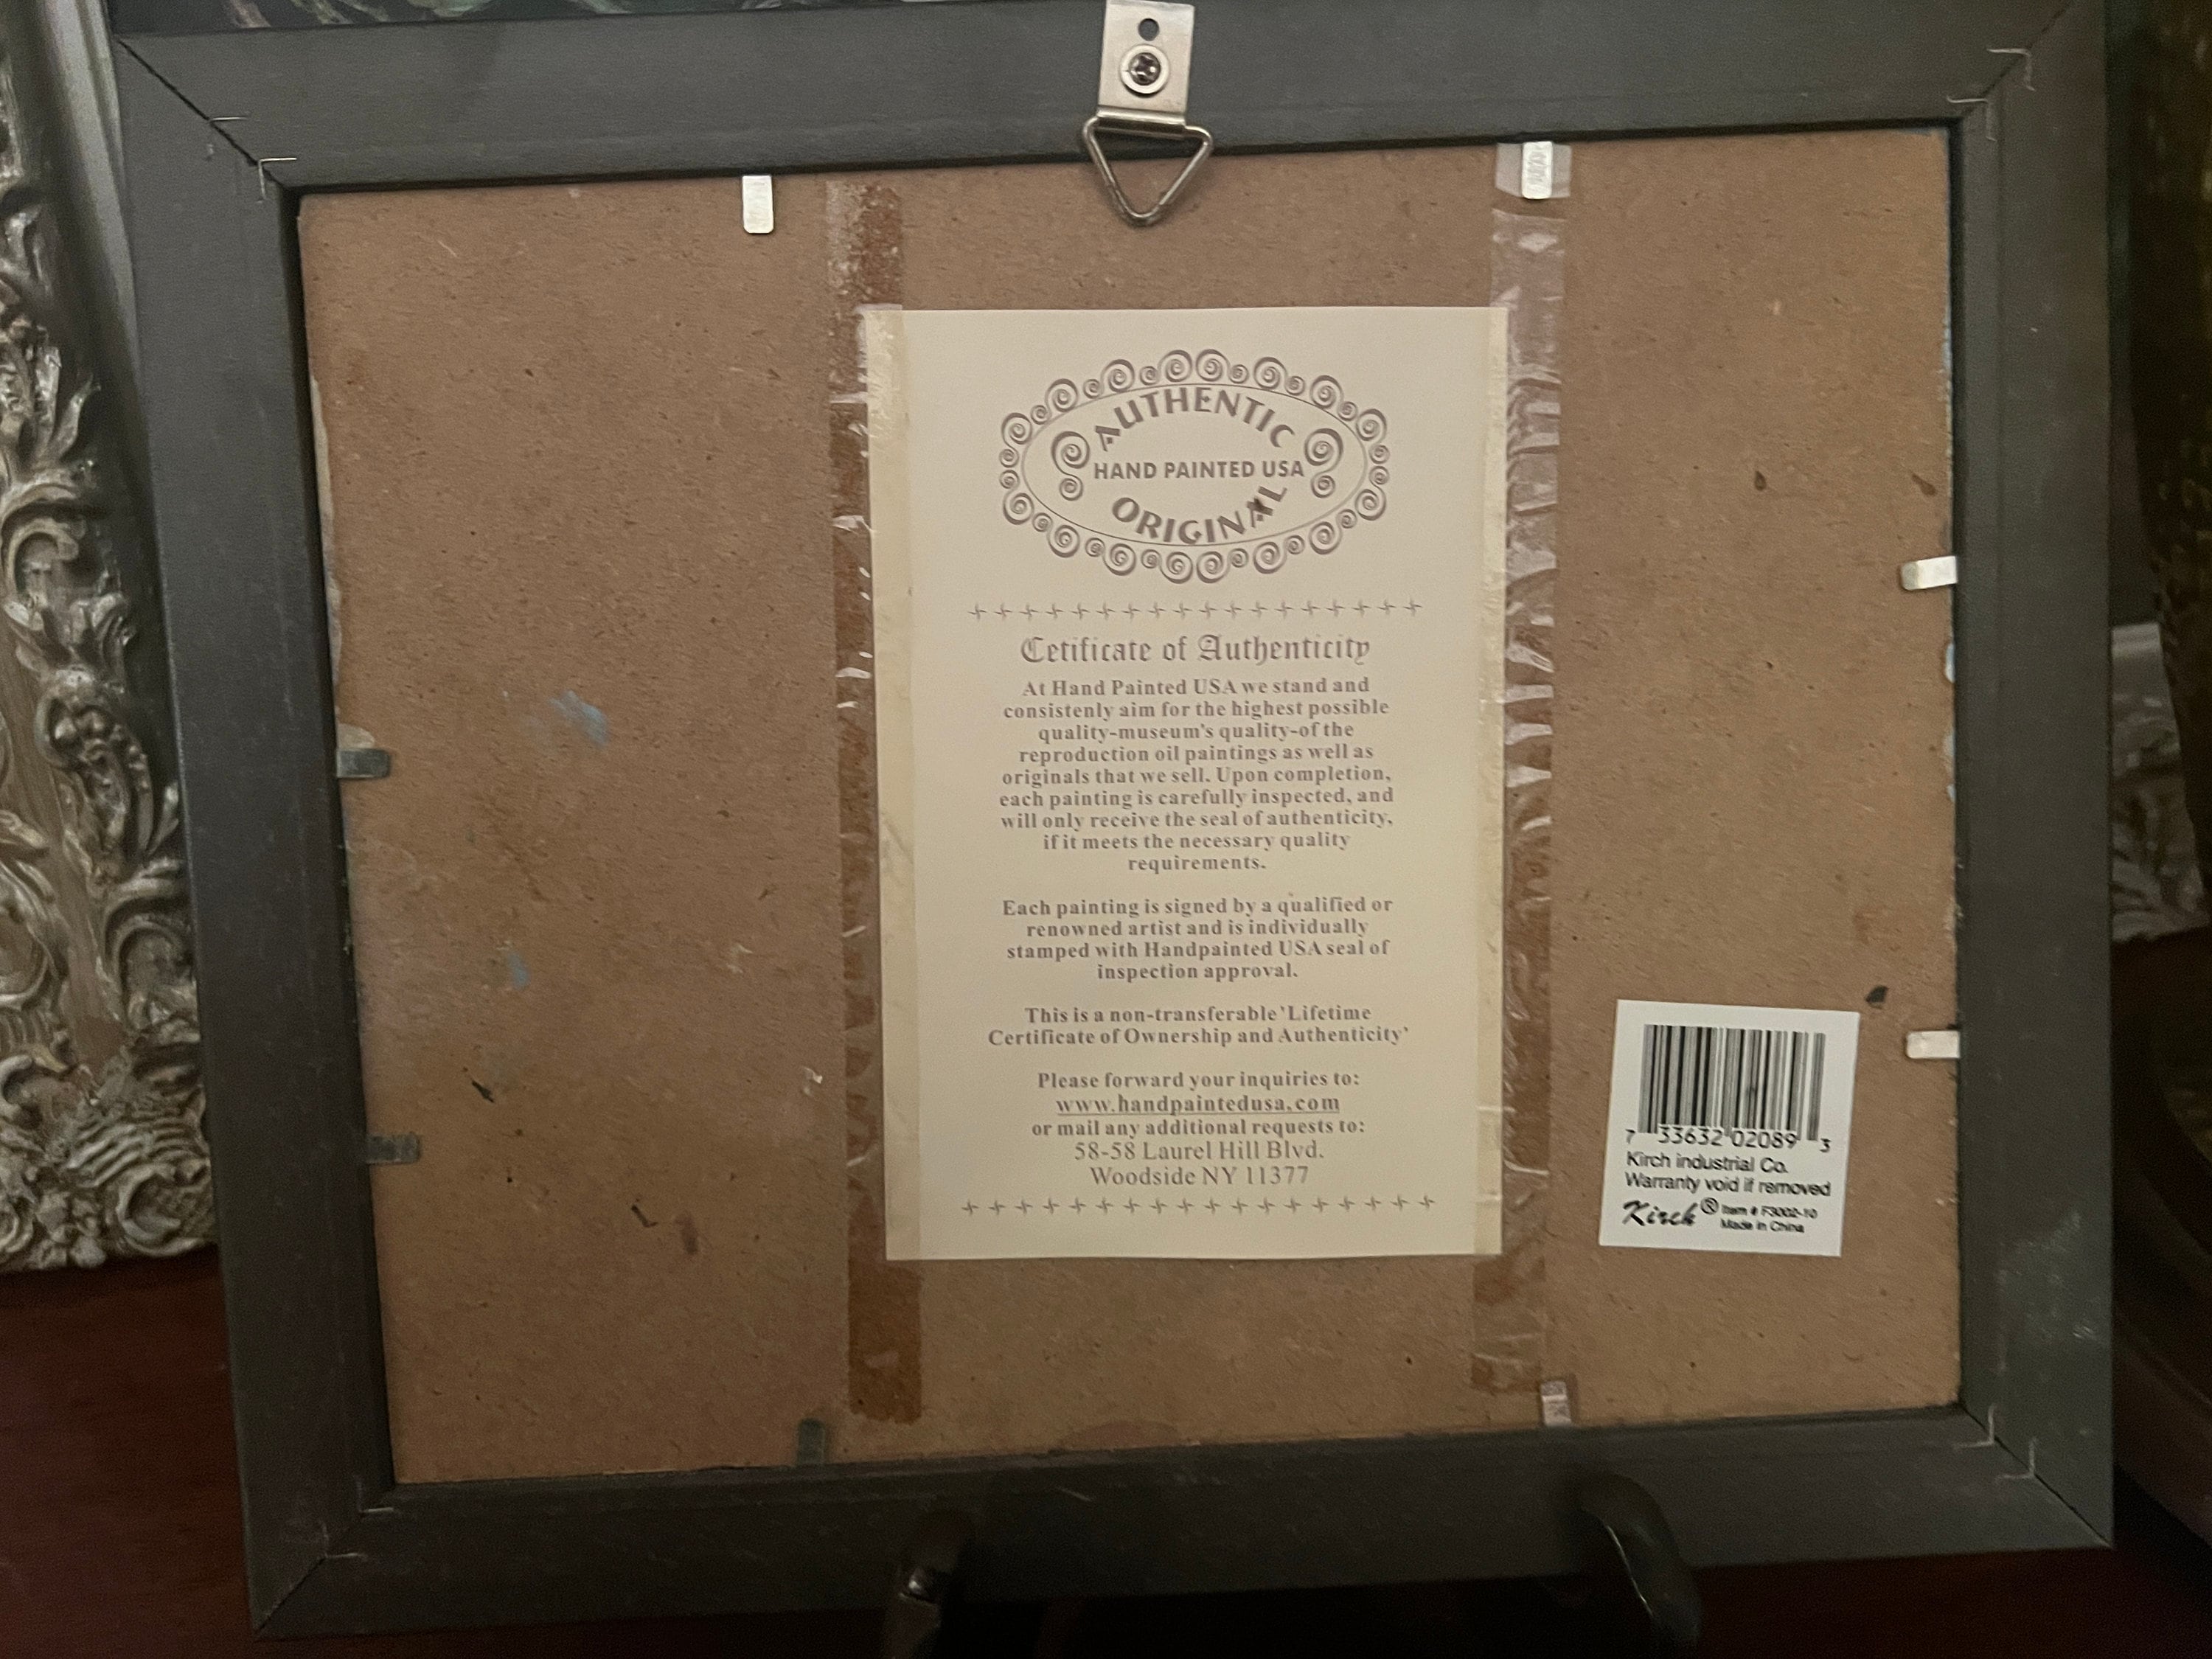 AUTHENTIC
HAND PAINTED USA
ORIGINAL
Cetificate of Authenticity
At Hand Painted USA we stand and
consistenly aim for the highest possible
quality-museum's quality-of the
reproduction oil paintings as well as
originals that we sell. Upon completion,
each painting is carefully inspected, and
will only receive the seal of authenticity,
if it meets the necessary quality
requirements.
Each painting is signed by a qualified or
renowned artist and is individually
stamped with Handpainted USA seal of
inspection approval.
This is a non-transferable 'Lifetime
Certificate of Ownership and Authenticity'
Please forward your inquiries to:
www.handpaintedusa.com
or mail any additional requests to:
58-58 Laurel Hill Blvd.
Woodside NY 11377
7 33632 02089 3
Kirch industrial Co.
Warranty void if removed
Kirch® Item # F3002-10
Made in China